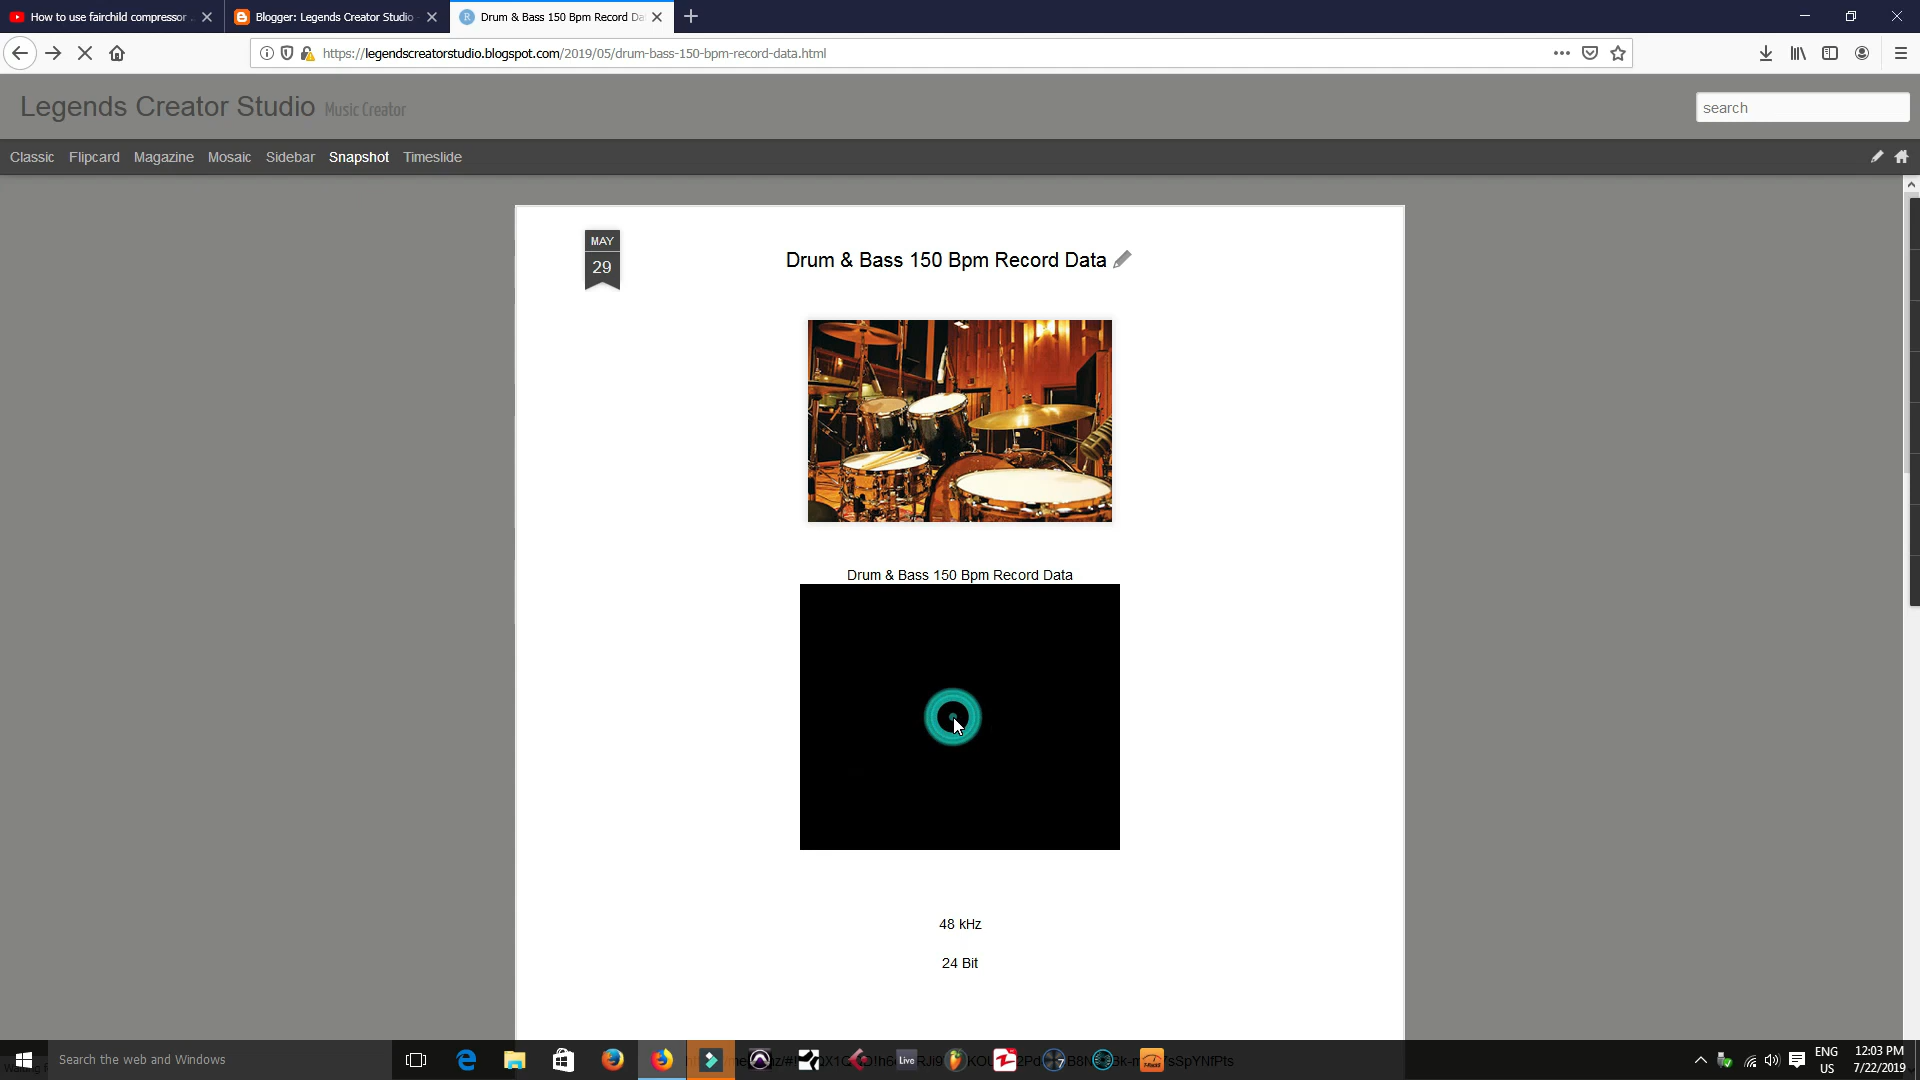 How to use fairchild compressor
Blogger: Legends Creator Studio
Drum & Bass 150 Bpm Record Da
https://legendscreatorstudio.blogspot.com/2019/05/drum-bass-150-bpm-record-data.html
Legends Creator Studio Music Creator
search
Classic Flipcard Magazine Mosaic Sidebar Snapshot Timeslide
MAY
29
Drum & Bass 150 Bpm Record Data
Drum & Bass 150 Bpm Record Data
48 kHz
24 Bit
Search the web and Windows
Live
7
ENG
US
12:03 PM
7/22/2019